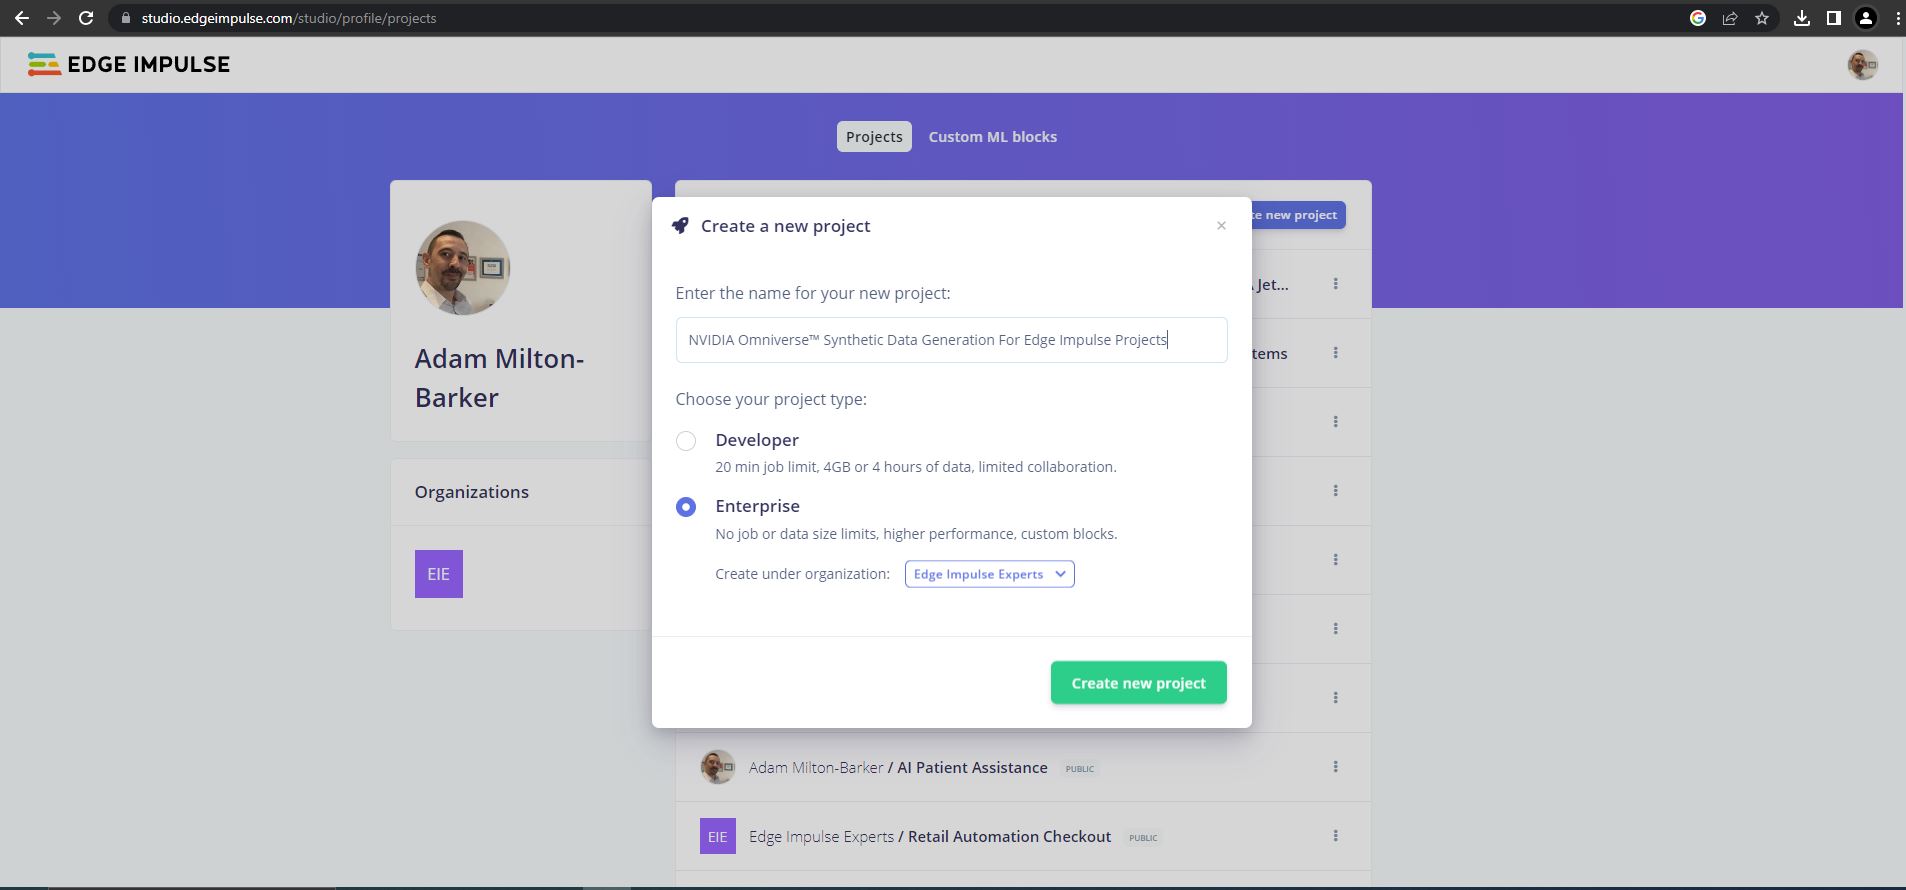 studio.edgeimpulse.com/studio/profile/projects
EDGE IMPULSE
Projects
Custom ML blocks
Adam Milton-
Barker
Organizations
EIE
new project
Jet...
tems
Create a new project
×
Enter the name for your new project:
NVIDIA Omniverse™ Synthetic Data Generation For Edge Impulse Projects
Choose your project type:
Developer
20 min job limit, 4GB or 4 hours of data, limited collaboration.
Enterprise
No job or data size limits, higher performance, custom blocks.
Create under organization: Edge Impulse Experts
Create new project
Adam Milton-Barker / AI Patient Assistance PUBLIC
EIE Edge Impulse Experts / Retail Automation Checkout PUBLIC